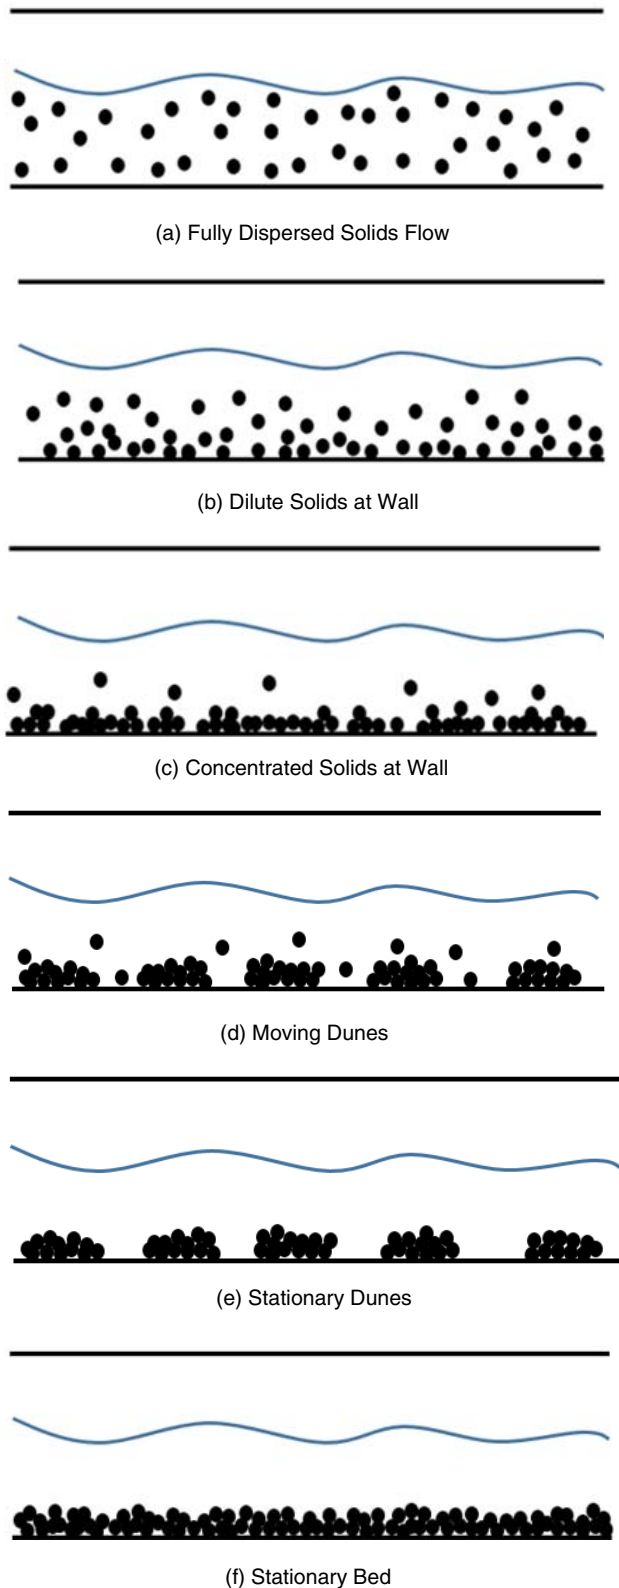 (a) Fully Dispersed Solids Flow
(b) Dilute Solids at Wall
(c) Concentrated Solids at Wall
(d) Moving Dunes
(e) Stationary Dunes
(f) Stationary Bed